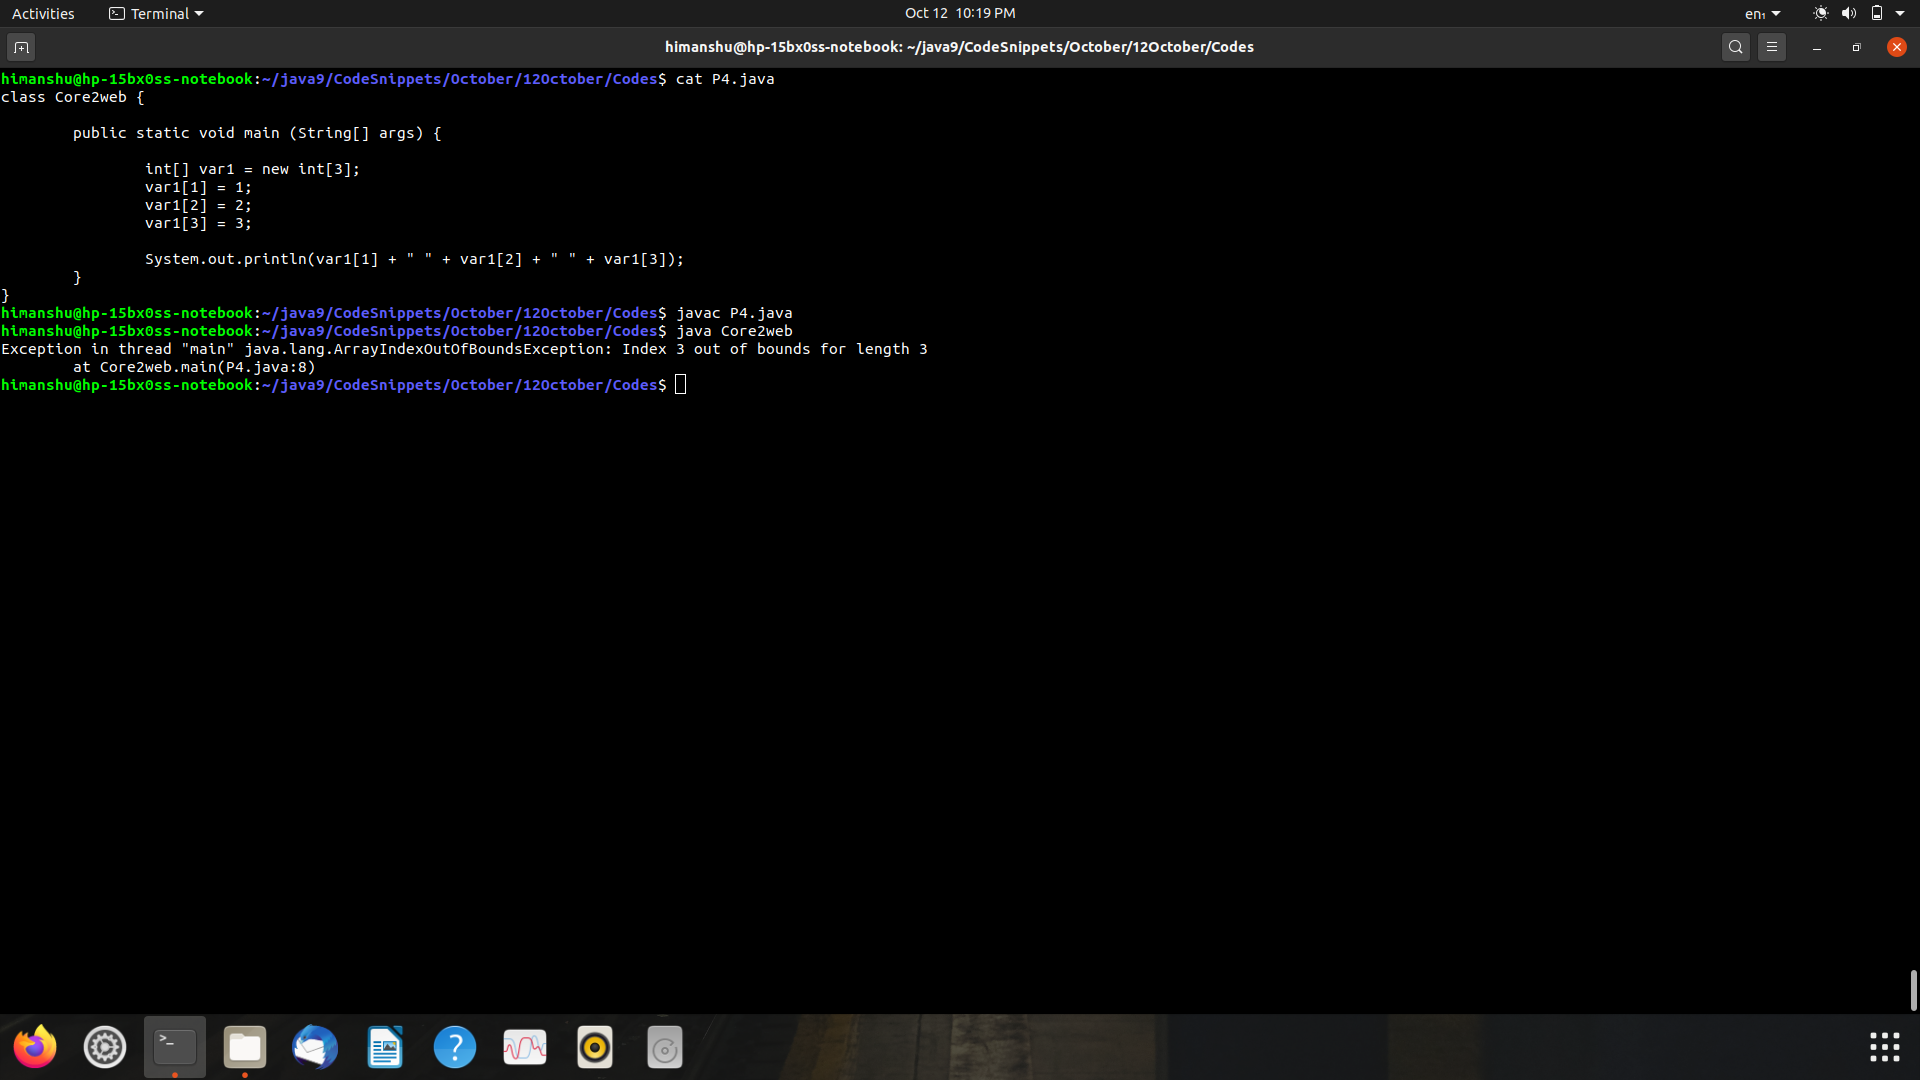 Activities Terminal Oct 12 10:19 PM en₁
himanshu@hp-15bx0ss-notebook: ~/java9/CodeSnippets/October/12October/Codes
himanshu@hp-15bx0ss-notebook:~/java9/CodeSnippets/October/12October/Codes$ cat P4.java
class Core2web {
public static void main (String[] args) {
int[] var1 = new int[3];
var1[1] = 1;
var1[2] = 2;
var1[3] = 3;
System.out.println(var1[1] + " " + var1[2] + " " + var1[3]);
}
}
himanshu@hp-15bx0ss-notebook:~/java9/CodeSnippets/October/12October/Codes$ javac P4.java
himanshu@hp-15bx0ss-notebook:~/java9/CodeSnippets/October/12October/Codes$ java Core2web
Exception in thread "main" java.lang.ArrayIndexOutOfBoundsException: Index 3 out of bounds for length 3
at Core2web.main(P4.java:8)
himanshu@hp-15bx0ss-notebook:~/java9/CodeSnippets/October/12October/Codes$